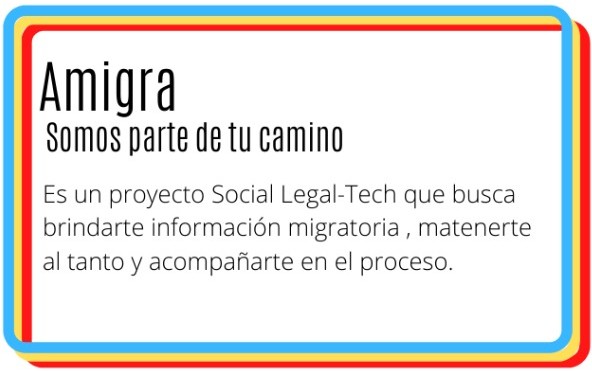 Amigra
Somos parte de tu camino
Es un proyecto Social Legal-Tech que busca
brindarte información migratoria , matenerte
al tanto y acompañarte en el proceso.